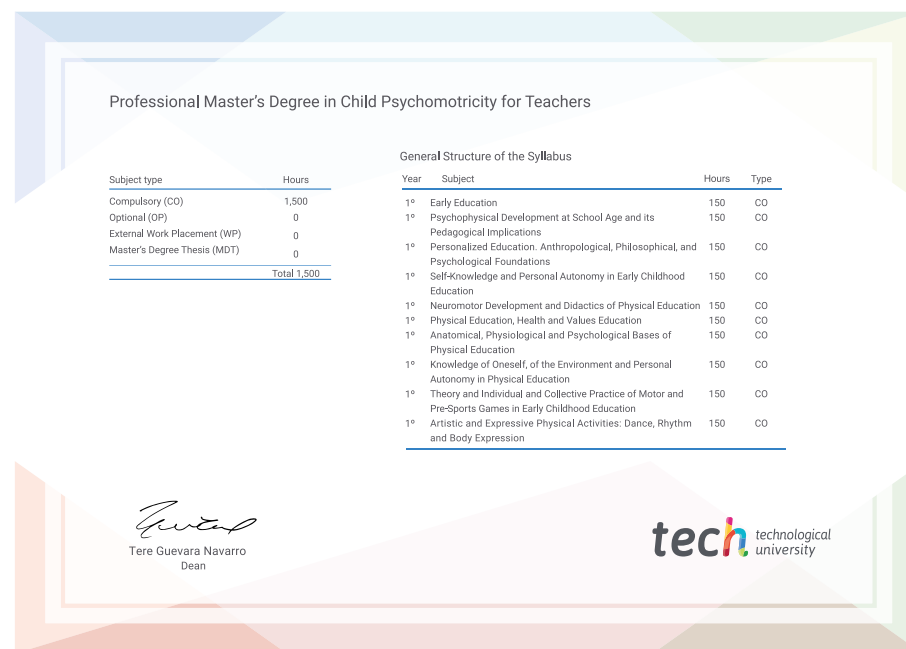 Professional Master's Degree in Child Psychomotricity for Teachers
General Structure of the Syllabus
Subject type Hours
Compulsory (CO) 1,500
Optional (OP) 0
External Work Placement (WP) 0
Master's Degree Thesis (MDT) 0
Total 1,500
Year Subject Hours Type
1º Early Education 150 CO
1º Psychophysical Development at School Age and its 150 CO
Pedagogical Implications
1º Personalized Education. Anthropological, Philosophical, and 150 CO
Psychological Foundations
1º Self-Knowledge and Personal Autonomy in Early Childhood 150 CO
Education
1º Neuromotor Development and Didactics of Physical Education 150 CO
1º Physical Education, Health and Values Education 150 CO
1º Anatomical, Physiological and Psychological Bases of 150 CO
Physical Education
1º Knowledge of Oneself, of the Environment and Personal 150 CO
Autonomy in Physical Education
1º Theory and Individual and Collective Practice of Motor and 150 CO
Pre-Sports Games in Early Childhood Education
1º Artistic and Expressive Physical Activities: Dance, Rhythm 150 CO
and Body Expression
Tere Guevara Navarro
Dean
tech technological
university